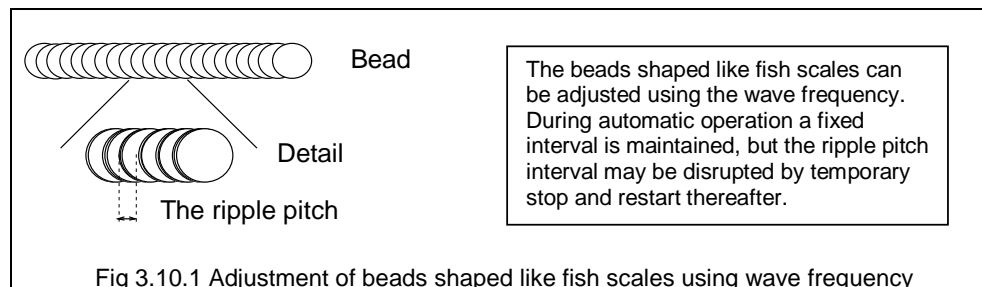 Bead
Detail
The ripple pitch
The beads shaped like fish scales can
be adjusted using the wave frequency.
During automatic operation a fixed
interval is maintained, but the ripple pitch
interval may be disrupted by temporary
stop and restart thereafter.
Fig 3.10.1 Adjustment of beads shaped like fish scales using wave frequency